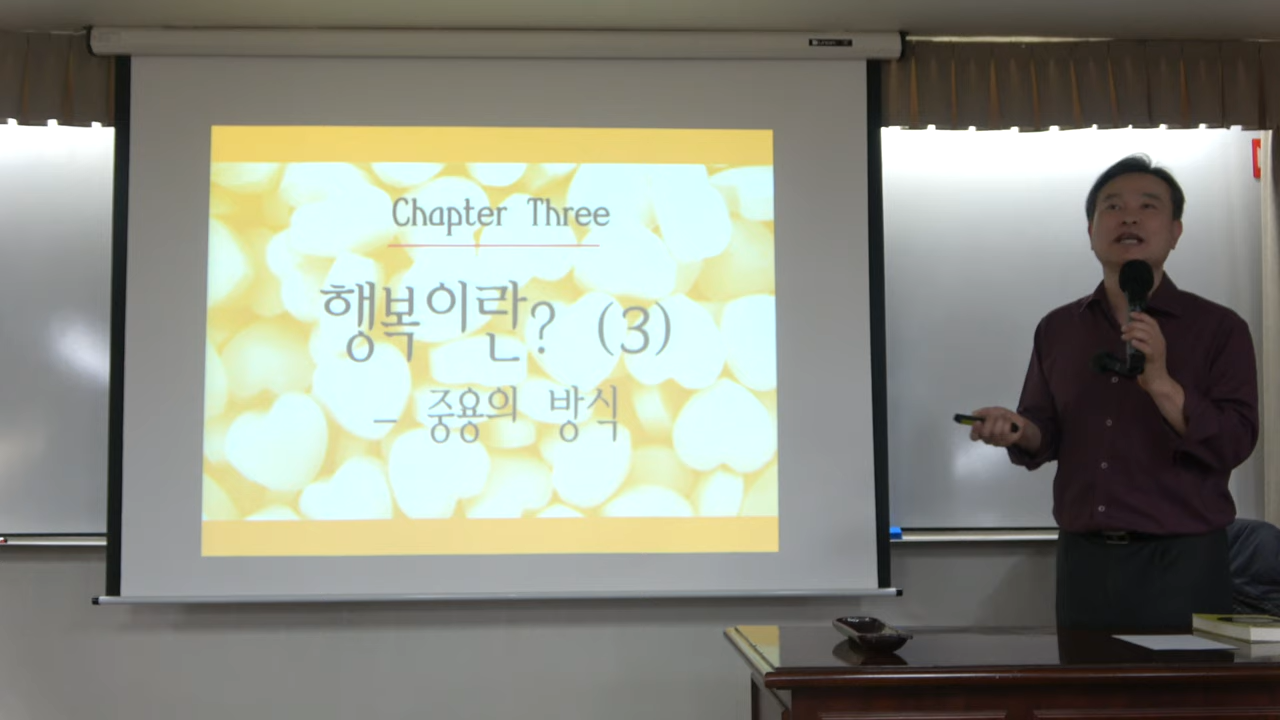 Chapter Three
행복이란? (3)
– 중용의 방식